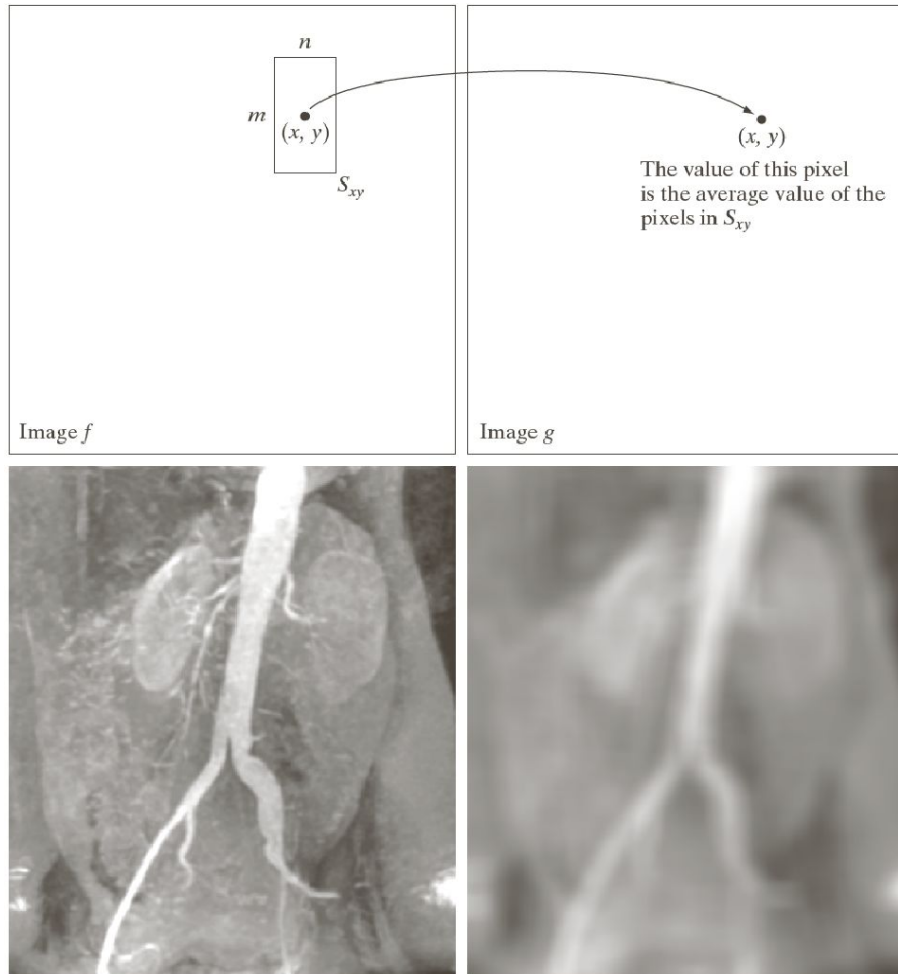 n
m
(x, y)
S_xy
(x, y)
The value of this pixel
is the average value of the
pixels in S_xy
Image f
Image g